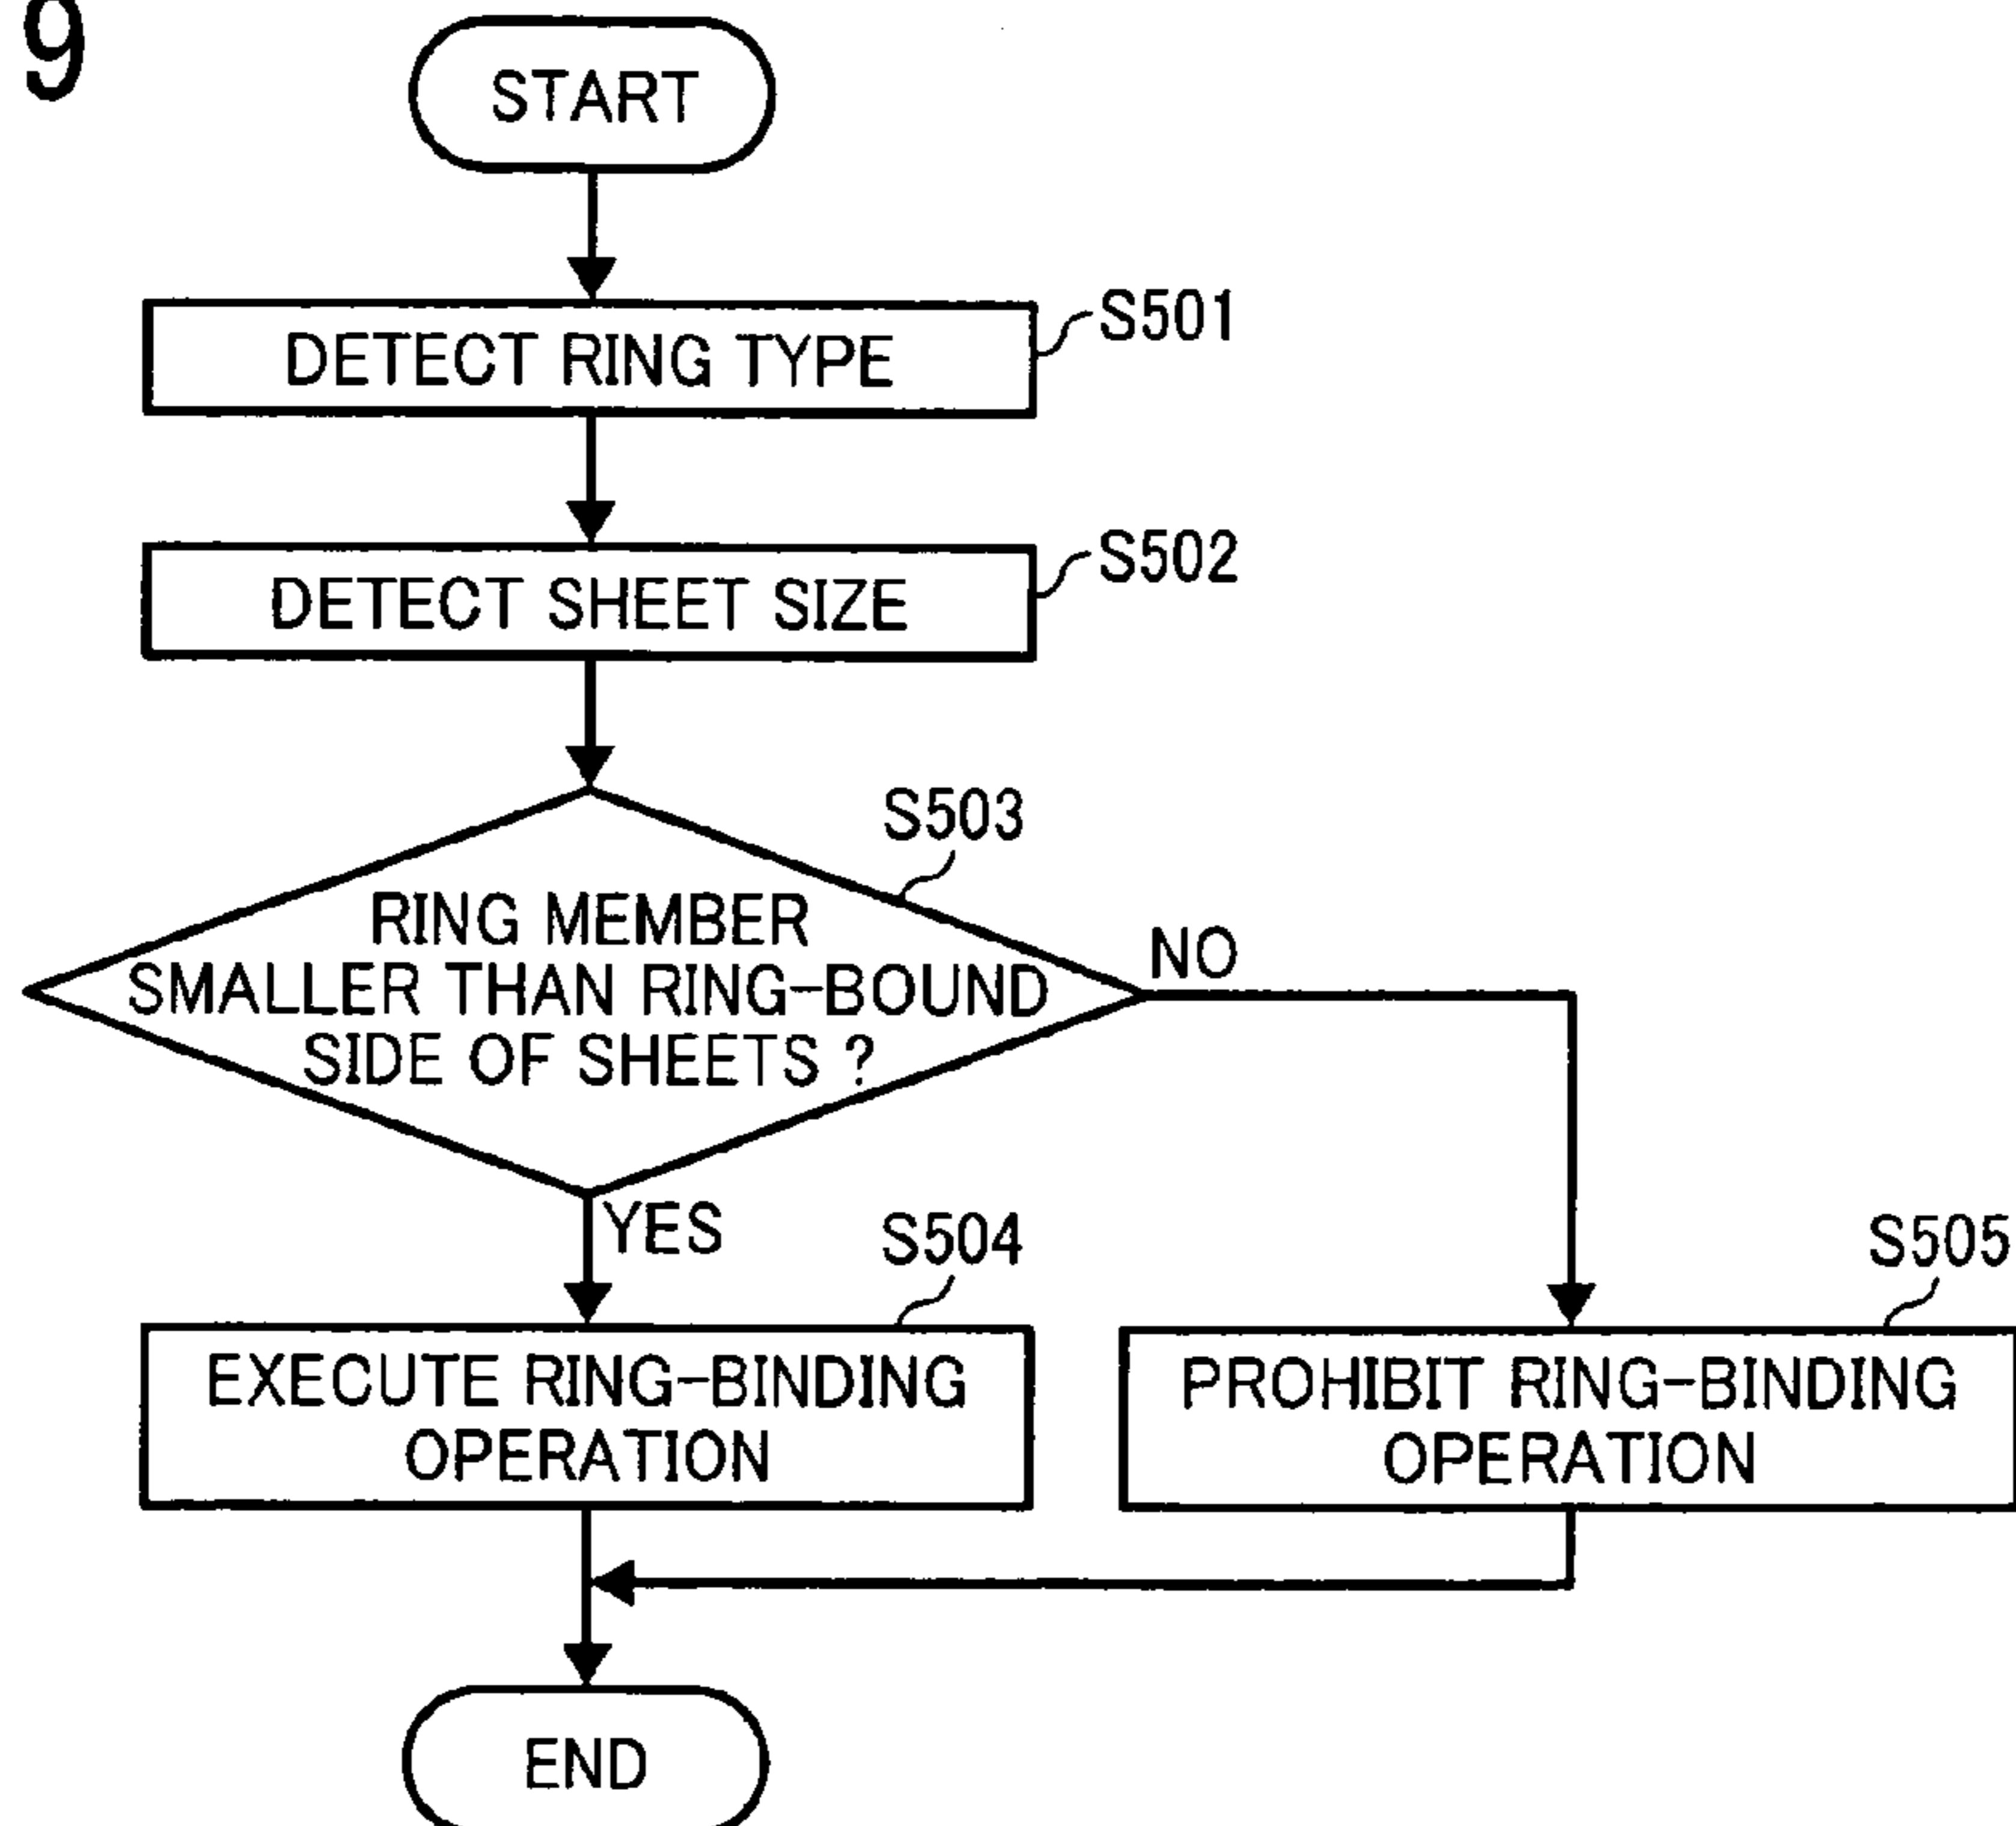 9
START
DETECT RING TYPE
S501
DETECT SHEET SIZE
S502
S503
RING MEMBER
SMALLER THAN RING-BOUND
SIDE OF SHEETS ?
NO
YES
S504
EXECUTE RING-BINDING
OPERATION
S505
PROHIBIT RING-BINDING
OPERATION
END